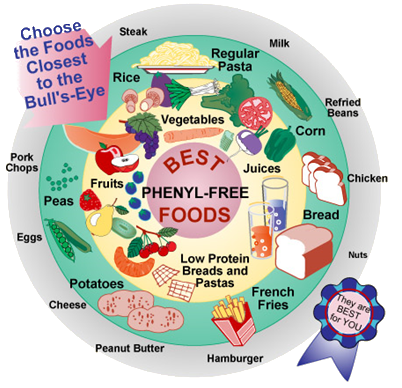 Choose
the Foods
Closest
to the
Bull's-Eye
Steak
Milk
Regular
Pasta
Rice
Refried
Beans
Vegetables
Corn
Pork
Chops
BEST
Juices
Chicken
Fruits
PHENYL-FREE
Peas
FOODS
Bread
Eggs
Nuts
Low Protein
Breads and
Pastas
Potatoes
French
Fries
They are
BEST
for YOU
Cheese
Peanut Butter
Hamburger